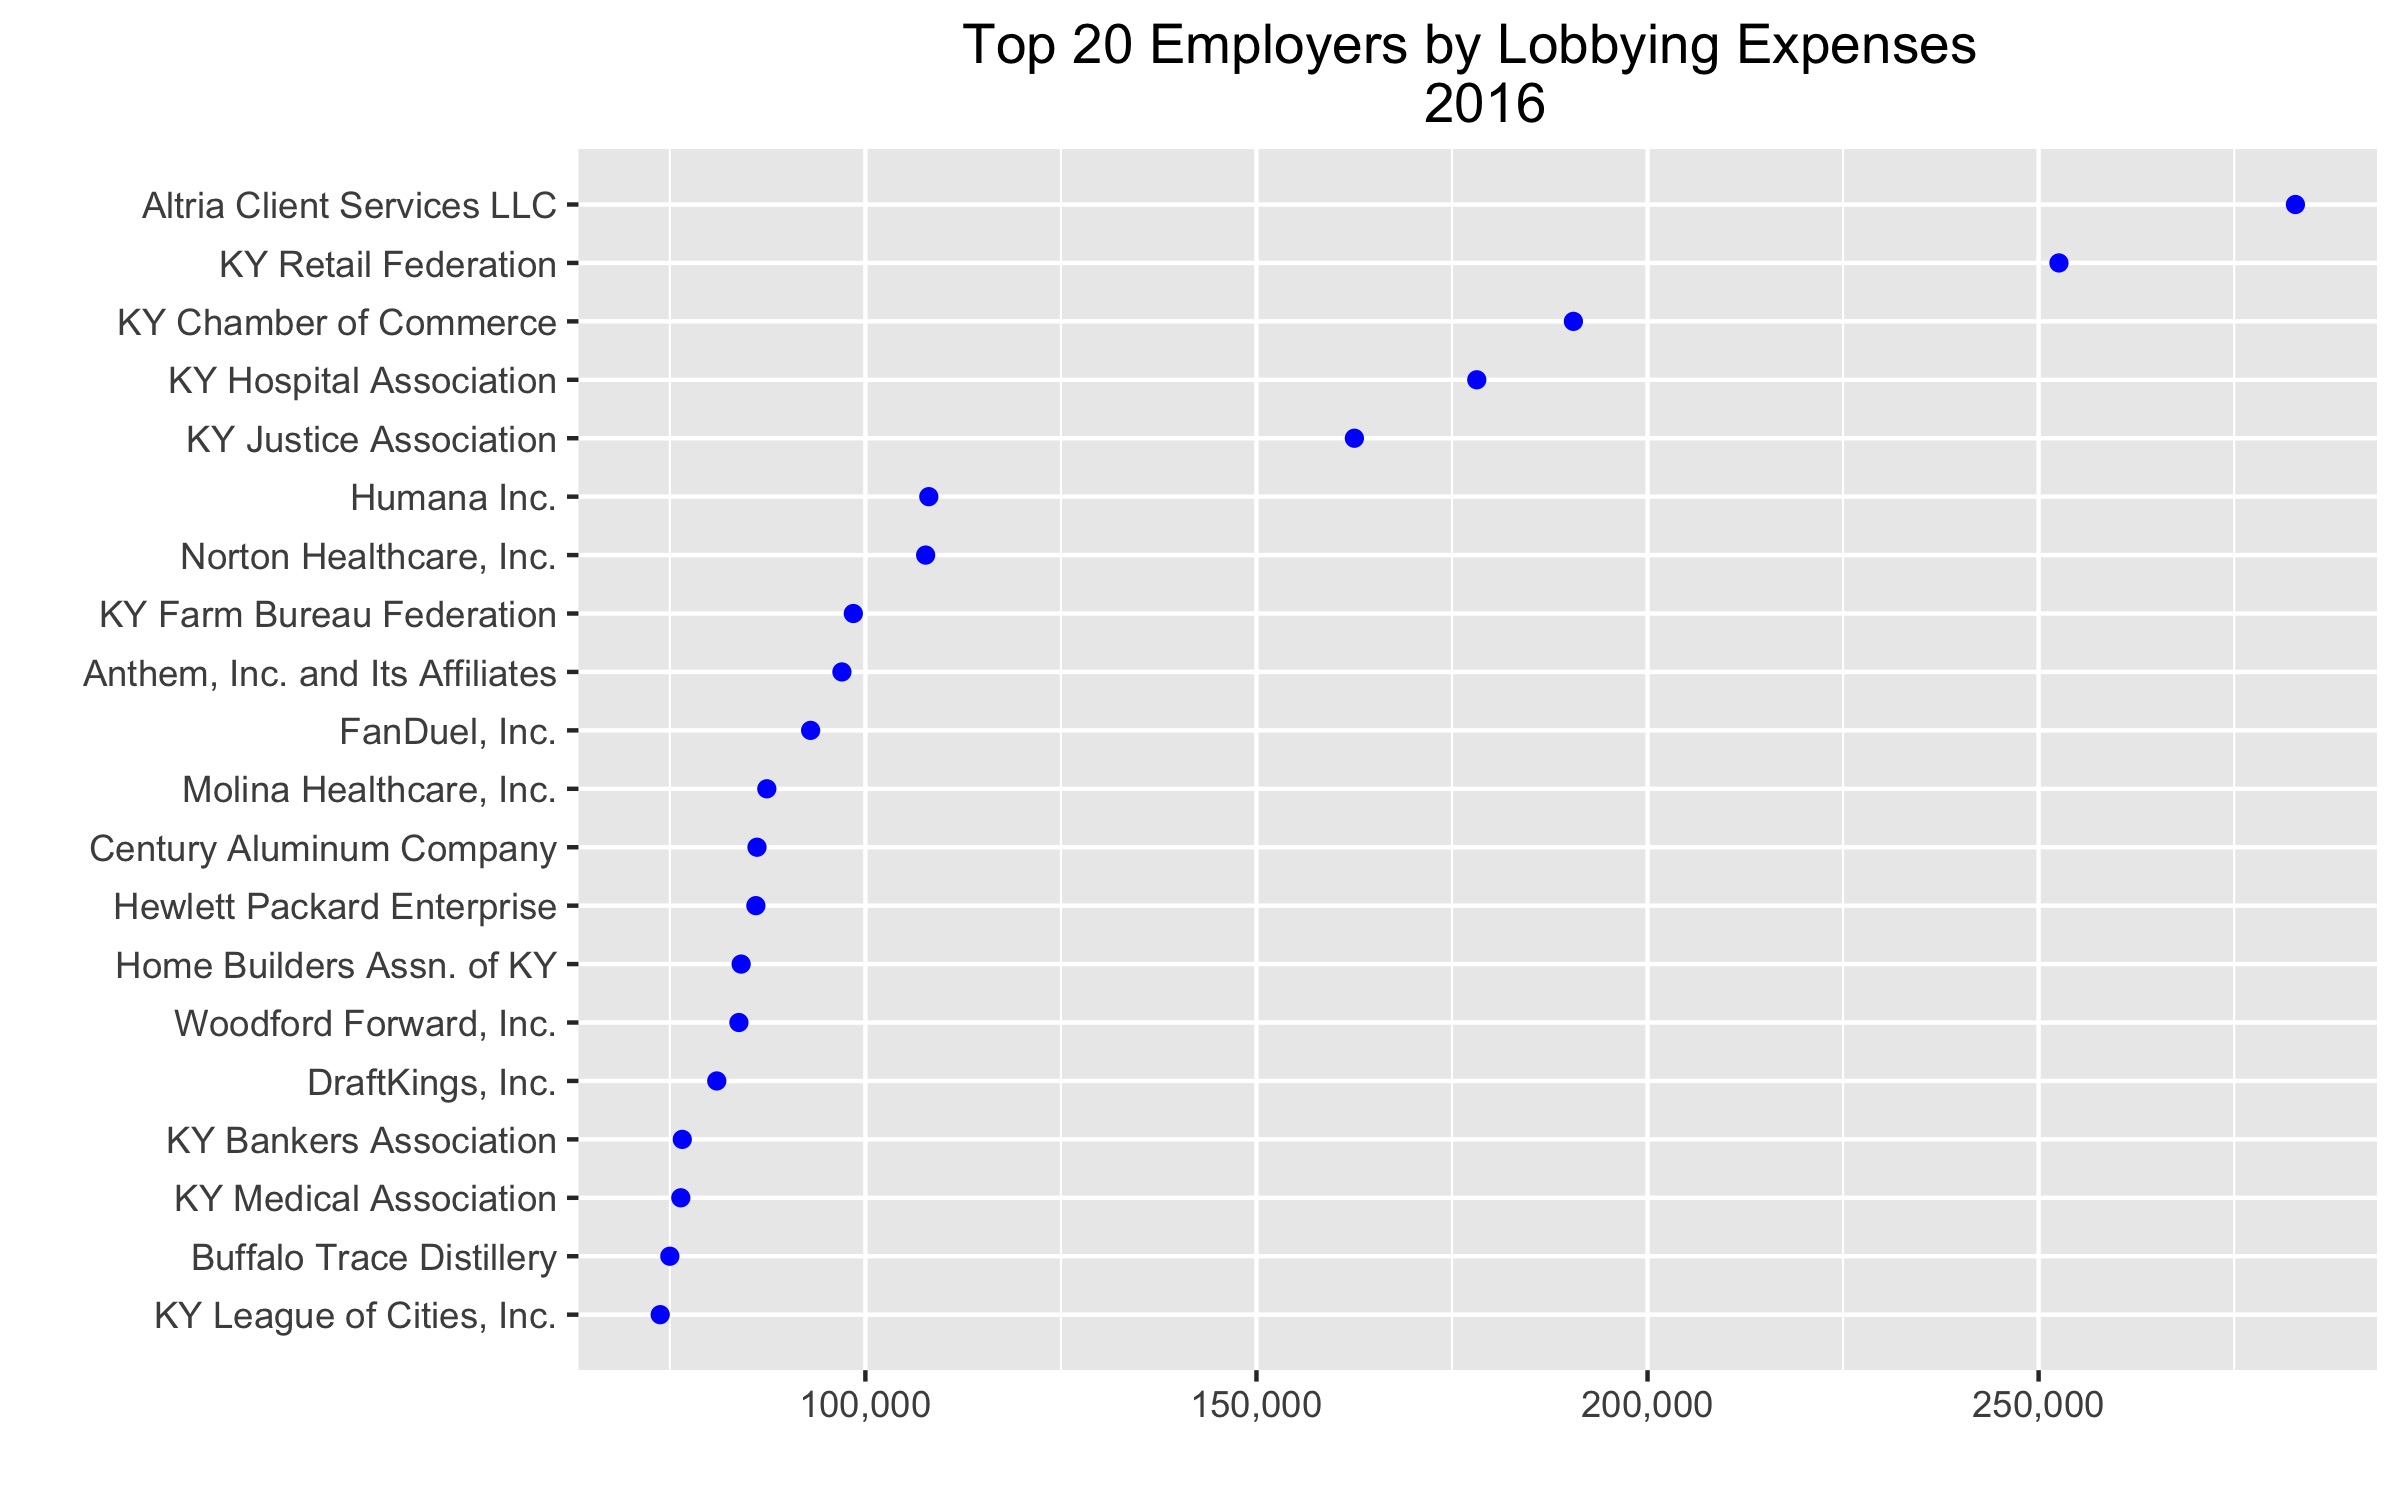 Top 20 Employers by Lobbying Expenses
2016
Altria Client Services LLC
KY Retail Federation
KY Chamber of Commerce
KY Hospital Association
KY Justice Association
Humana Inc.
Norton Healthcare, Inc.
KY Farm Bureau Federation
Anthem, Inc. and Its Affiliates
FanDuel, Inc.
Molina Healthcare, Inc.
Century Aluminum Company
Hewlett Packard Enterprise
Home Builders Assn. of KY
Woodford Forward, Inc.
DraftKings, Inc.
KY Bankers Association
KY Medical Association
Buffalo Trace Distillery
KY League of Cities, Inc.
100,000 150,000 200,000 250,000